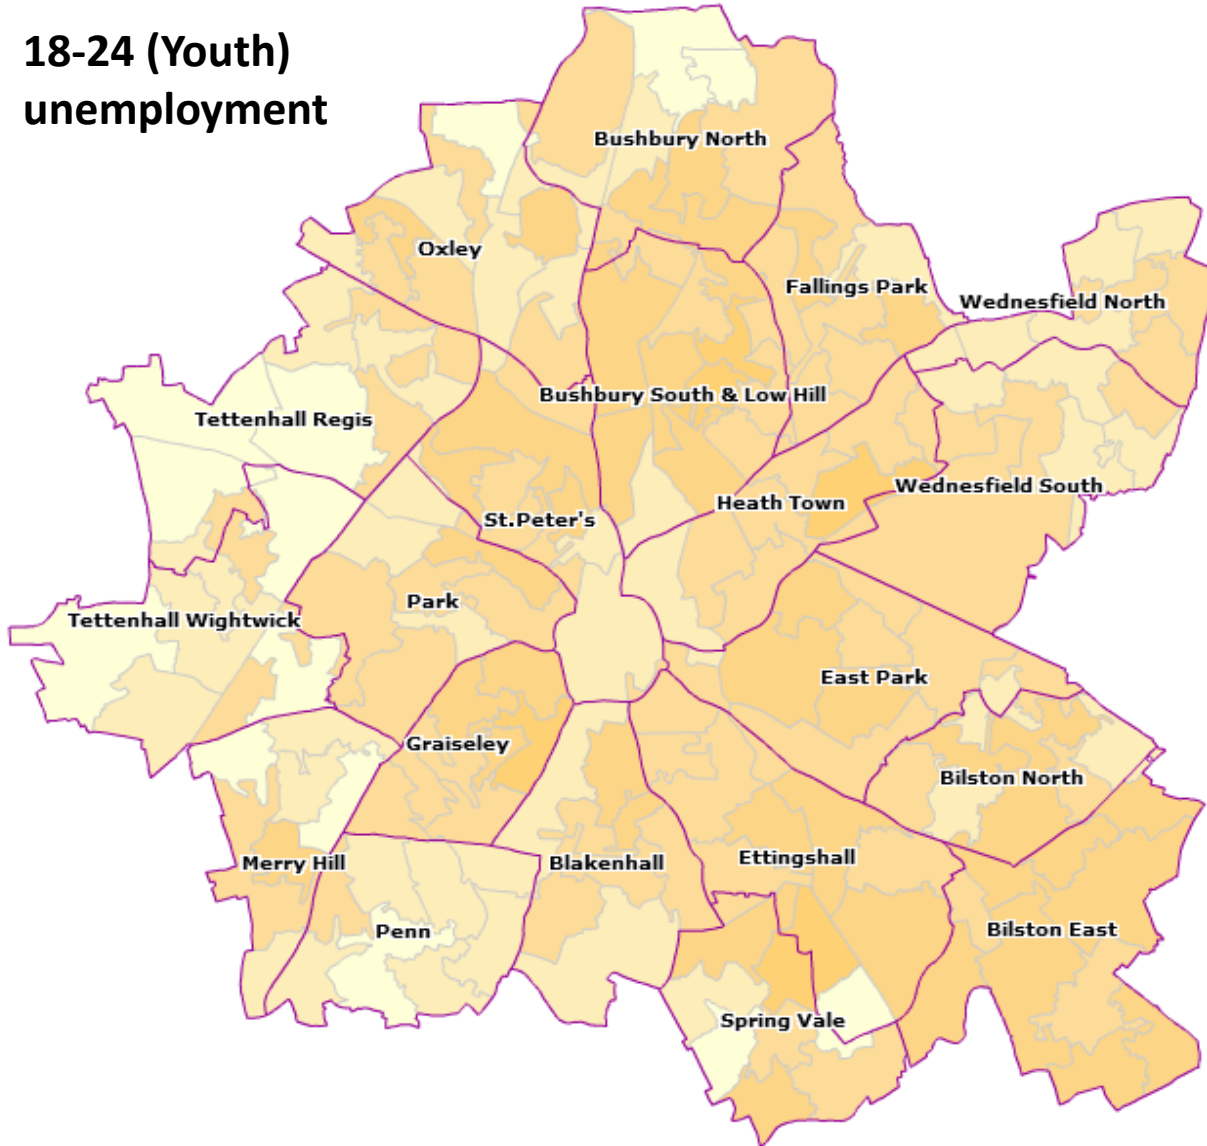 18-24 (Youth)
unemployment
Bushbury North
Oxley
Fallings Park
Wednesfield North
Bushbury South & Low Hill
Tettenhall Regis
Wednesfield South
Heath Town
St.Peter's
Park
Tettenhall Wightwick
East Park
Graiseley
Bilston North
Ettingshall
Merry Hill
Blakenhall
Penn
Bilston East
Spring Vale